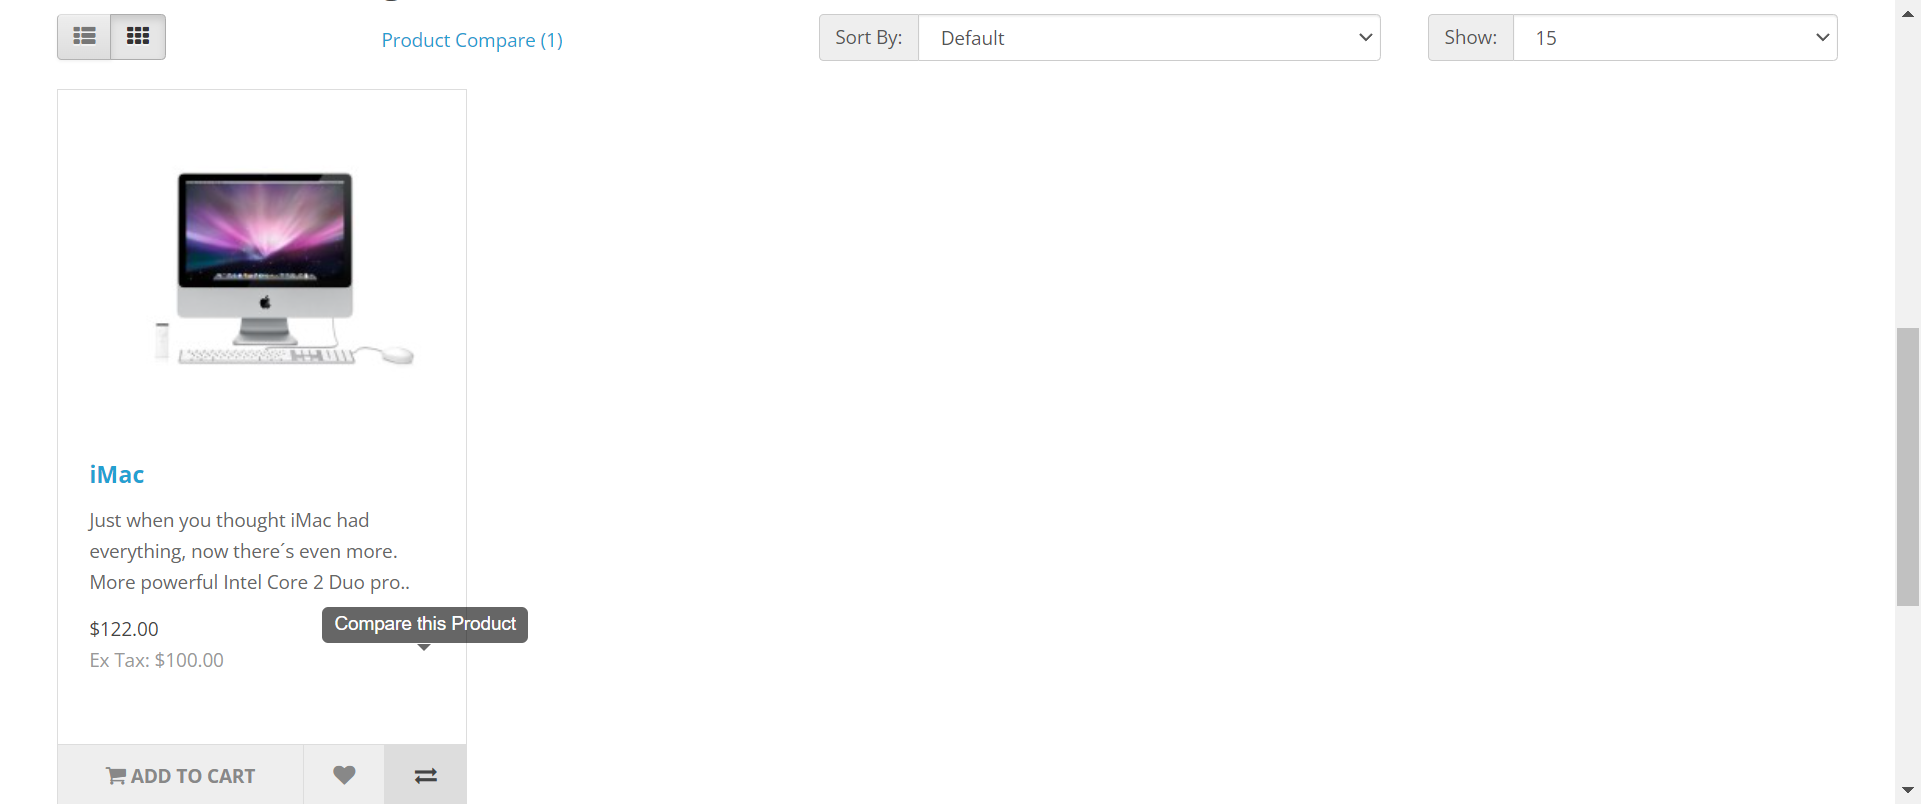 Product Compare (1)
Sort By:
Default
Show:
15
iMac
Just when you thought iMac had
everything, now there´s even more.
More powerful Intel Core 2 Duo pro..
Compare this Product
$122.00
Ex Tax: $100.00
ADD TO CART